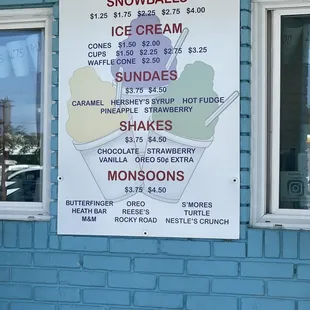 SNOWBALLS
$1.25 $1.75 $2.25 $2.75 $4.00
ICE CREAM
CONES $1.50 $2.00
CUPS $1.50 $2.25 $2.75 $3.25
WAFFLE CONE $2.50
SUNDAES
$3.75 $4.50
CARAMEL HERSHEY'S SYRUP HOT FUDGE
PINEAPPLE STRAWBERRY
SHAKES
$3.75 $4.50
CHOCOLATE STRAWBERRY
VANILLA OREO 50¢ EXTRA
MONSOONS
$3.75 $4.50
BUTTERFINGER OREO S'MORES
HEATH BAR REESE'S TURTLE
M&M ROCKY ROAD NESTLE'S CRUNCH